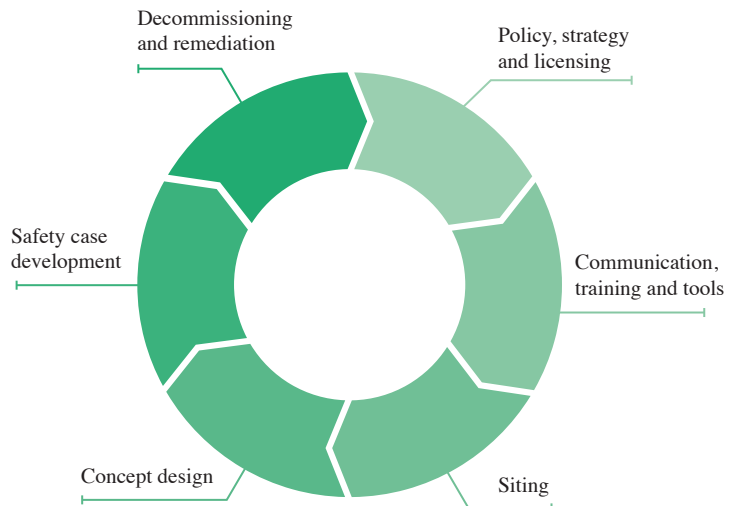 Decommissioning
and remediation
Policy, strategy
and licensing
Communication,
training and tools
Siting
Concept design
Safety case
development